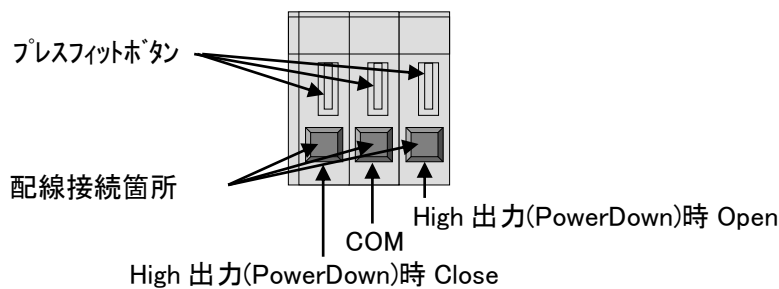 プレスフィットボタン
配線接続箇所
High 出力(PowerDown)時 Open
COM
High 出力(PowerDown)時 Close